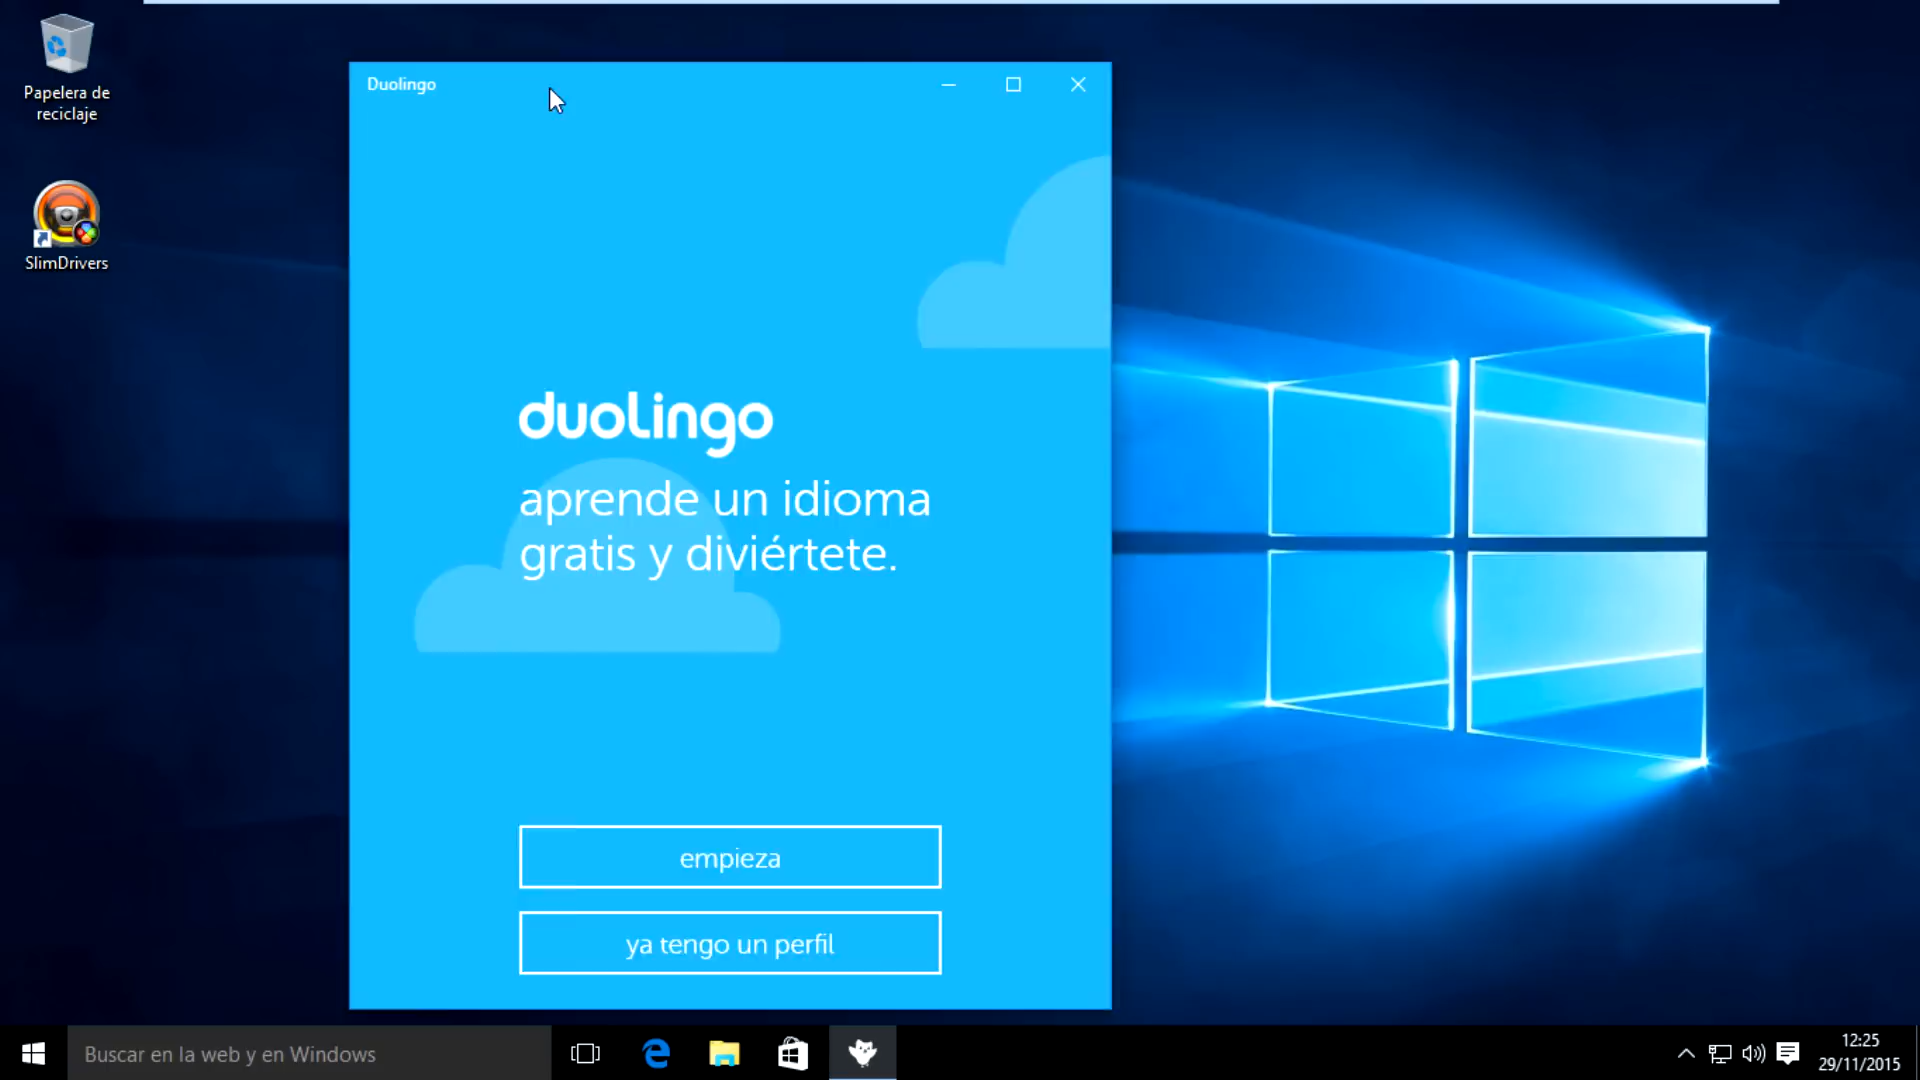 Papelera de
reciclaje
SlimDrivers
Duolingo
duolingo
aprende un idioma
gratis y diviértete.
empieza
ya tengo un perfil
Buscar en la web y en Windows
12:25
29/11/2015